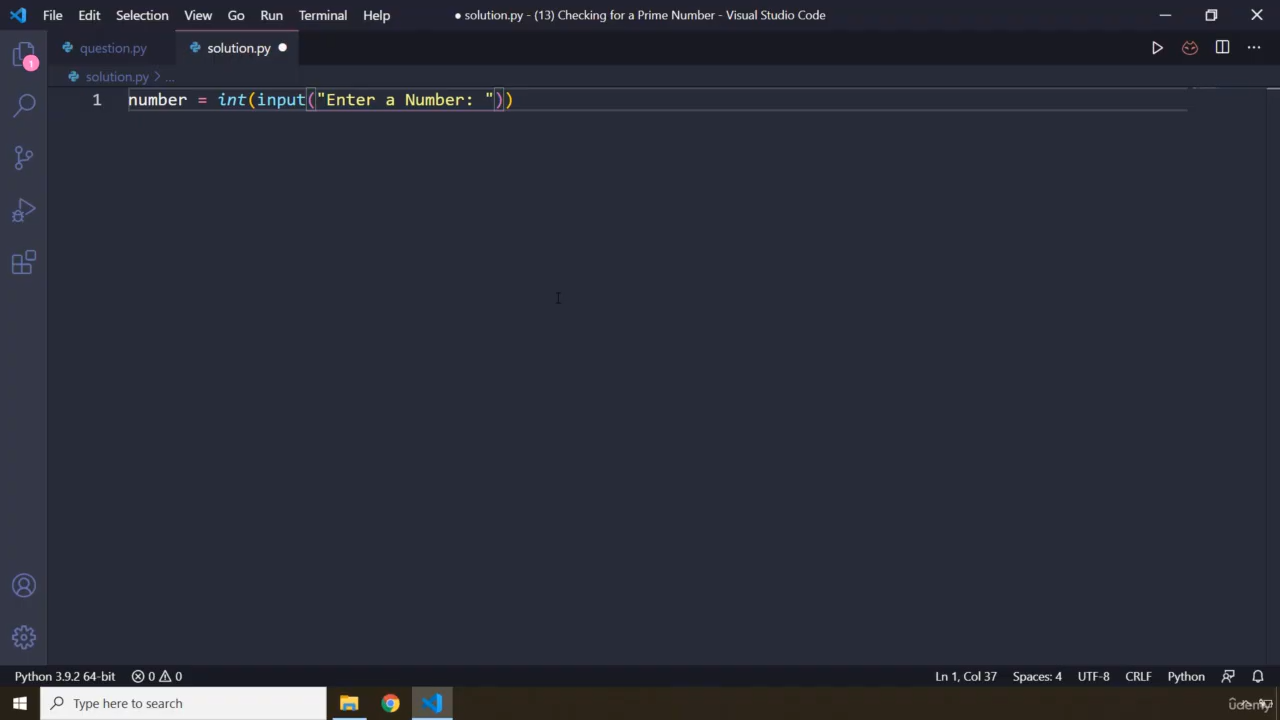 File Edit Selection View Go Run Terminal Help ● solution.py - (13) Checking for a Prime Number - Visual Studio Code
question.py solution.py ●
solution.py > ...
1 number = int(input("Enter a Number: "))
1
Python 3.9.2 64-bit 0 0 Ln 1, Col 37 Spaces: 4 UTF-8 CRLF Python
Type here to search
udemy